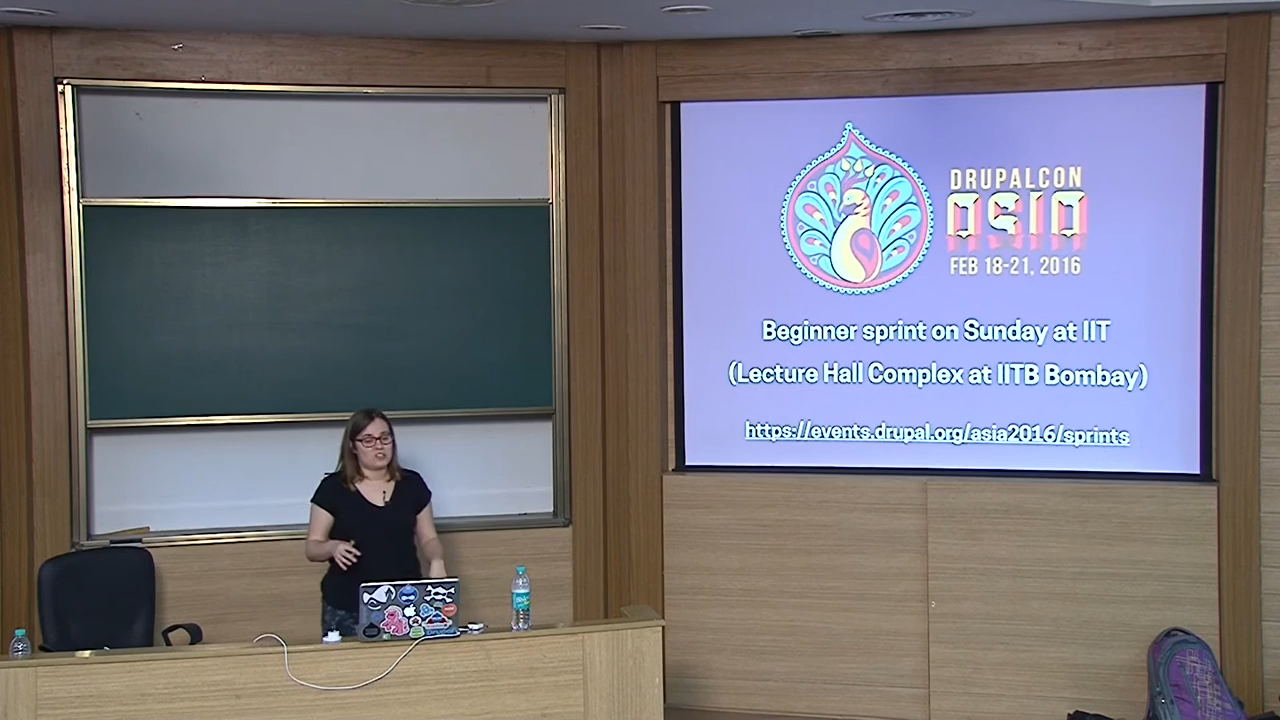 DRUPALCON
ASIA
FEB 18-21, 2016
Beginner sprint on Sunday at IIT
(Lecture Hall Complex at IITB Bombay)
https://events.drupal.org/asia2016/sprints